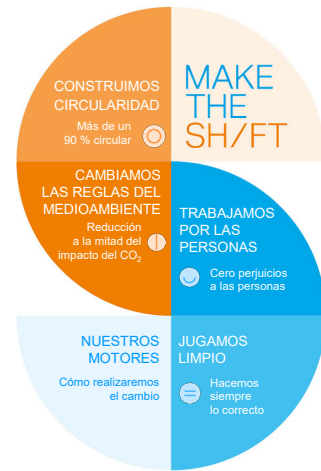 CONSTRUIMOS
CIRCULARIDAD
Más de un
90 % circular
MAKE
THE
SH/FT
CAMBIAMOS
LAS REGLAS DEL
MEDIOAMBIENTE
Reducción
a la mitad del
impacto del CO₂
TRABAJAMOS
POR LAS
PERSONAS
Cero perjuicios
a las personas
NUESTROS
MOTORES
Cómo realizaremos
el cambio
JUGAMOS
LIMPIO
Hacemos
siempre
lo correcto